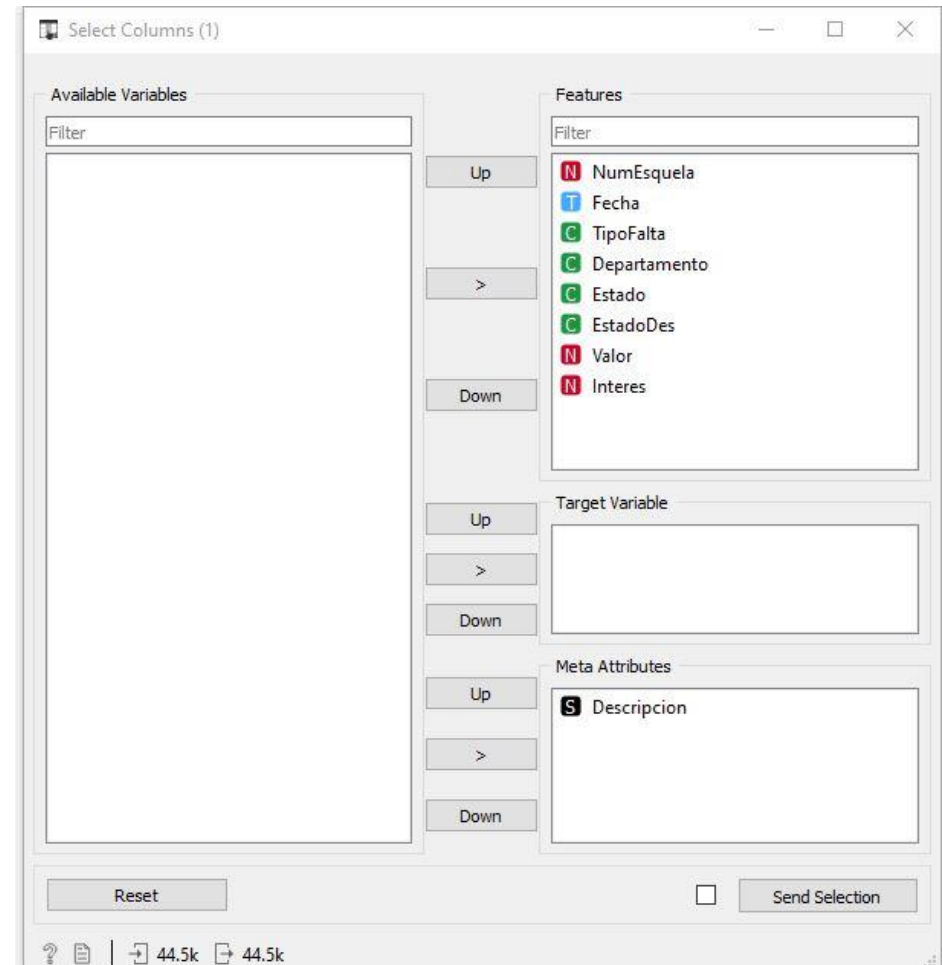 Select Columns (1)
Available Variables
Filter
Up
>
Down
Up
>
Down
Up
>
Down
Features
Filter
N NumEsquela
T Fecha
C TipoFalta
C Departamento
C Estado
C EstadoDes
N Valor
N Interes
Target Variable
Meta Attributes
S Descripcion
Reset
Send Selection
? 44.5k 44.5k